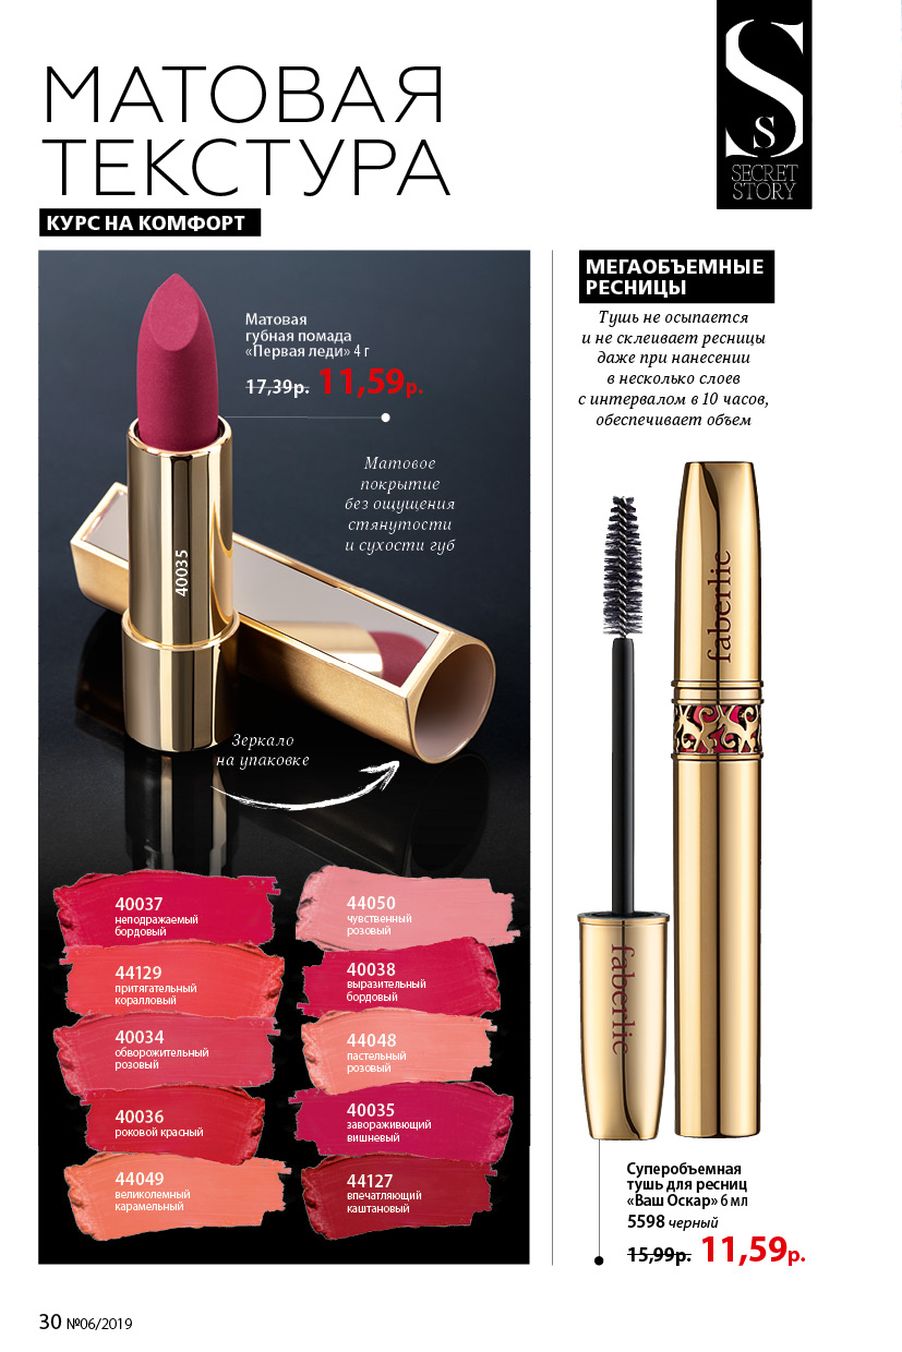 МАТОВАЯ
ТЕКСТУРА
КУРС НА КОМФОРТ
S
S
SECRET
STORY
Матовая
губная помада
«Первая леди» 4 г
17,39р. 11,59р.
Матовое
покрытие
без ощущения
стянутости
и сухости губ
40035
Зеркало
на упаковке
40037
неподражаемый
бордовый
44129
притягательный
коралловый
40034
обворожительный
розовый
40036
роковой красный
44049
великолемный
карамельный
44050
чувственный
розовый
40038
выразительный
бордовый
44048
пастельный
розовый
40035
завораживающий
вишневый
44127
впечатляющий
каштановый
МЕГАОБЪЕМНЫЕ
РЕСНИЦЫ
Тушь не осыпается
и не склеивает ресницы
даже при нанесении
в несколько слоев
с интервалом в 10 часов,
обеспечивает объем
faberlic
faberlic
Суперобъемная
тушь для ресниц
«Ваш Оскар» 6 мл
5598 черный
15,99р. 11,59р.
30 №06/2019